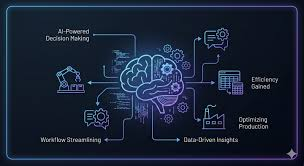 AI-Powered
Decision Making
Efficiency
Gained
Optimizing
Production
Workflow Streamlining
Data-Driven Insights